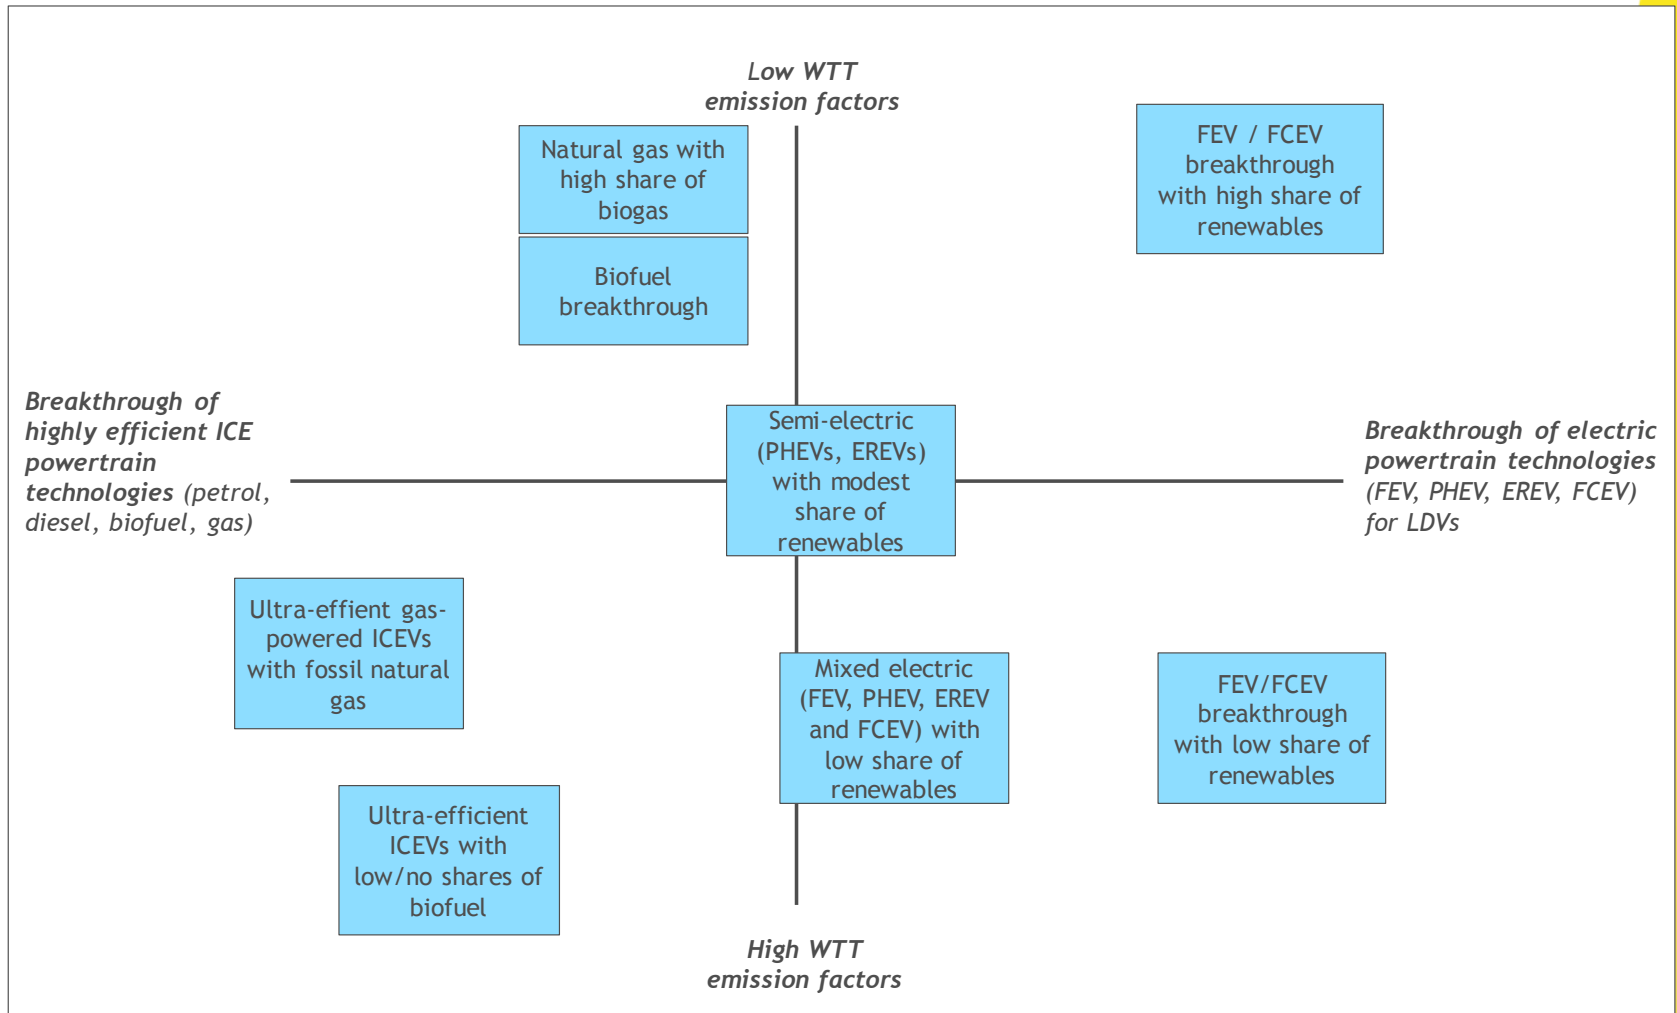 Low WTT
emission factors
Natural gas with
high share of
biogas
FEV / FCEV
breakthrough
with high share of
renewables
Biofuel
breakthrough
Breakthrough of
highly efficient ICE
powertrain
technologies (petrol,
diesel, biofuel, gas)
Semi-electric
(PHEVs, EREVs)
with modest
share of
renewables
Breakthrough of electric
powertrain technologies
(FEV, PHEV, EREV, FCEV)
for LDVs
Ultra-effient gas-
powered ICEVs
with fossil natural
gas
Mixed electric
(FEV, PHEV, EREV
and FCEV) with
low share of
renewables
FEV/FCEV
breakthrough
with low share of
renewables
Ultra-efficient
ICEVs with
low/no shares of
biofuel
High WTT
emission factors